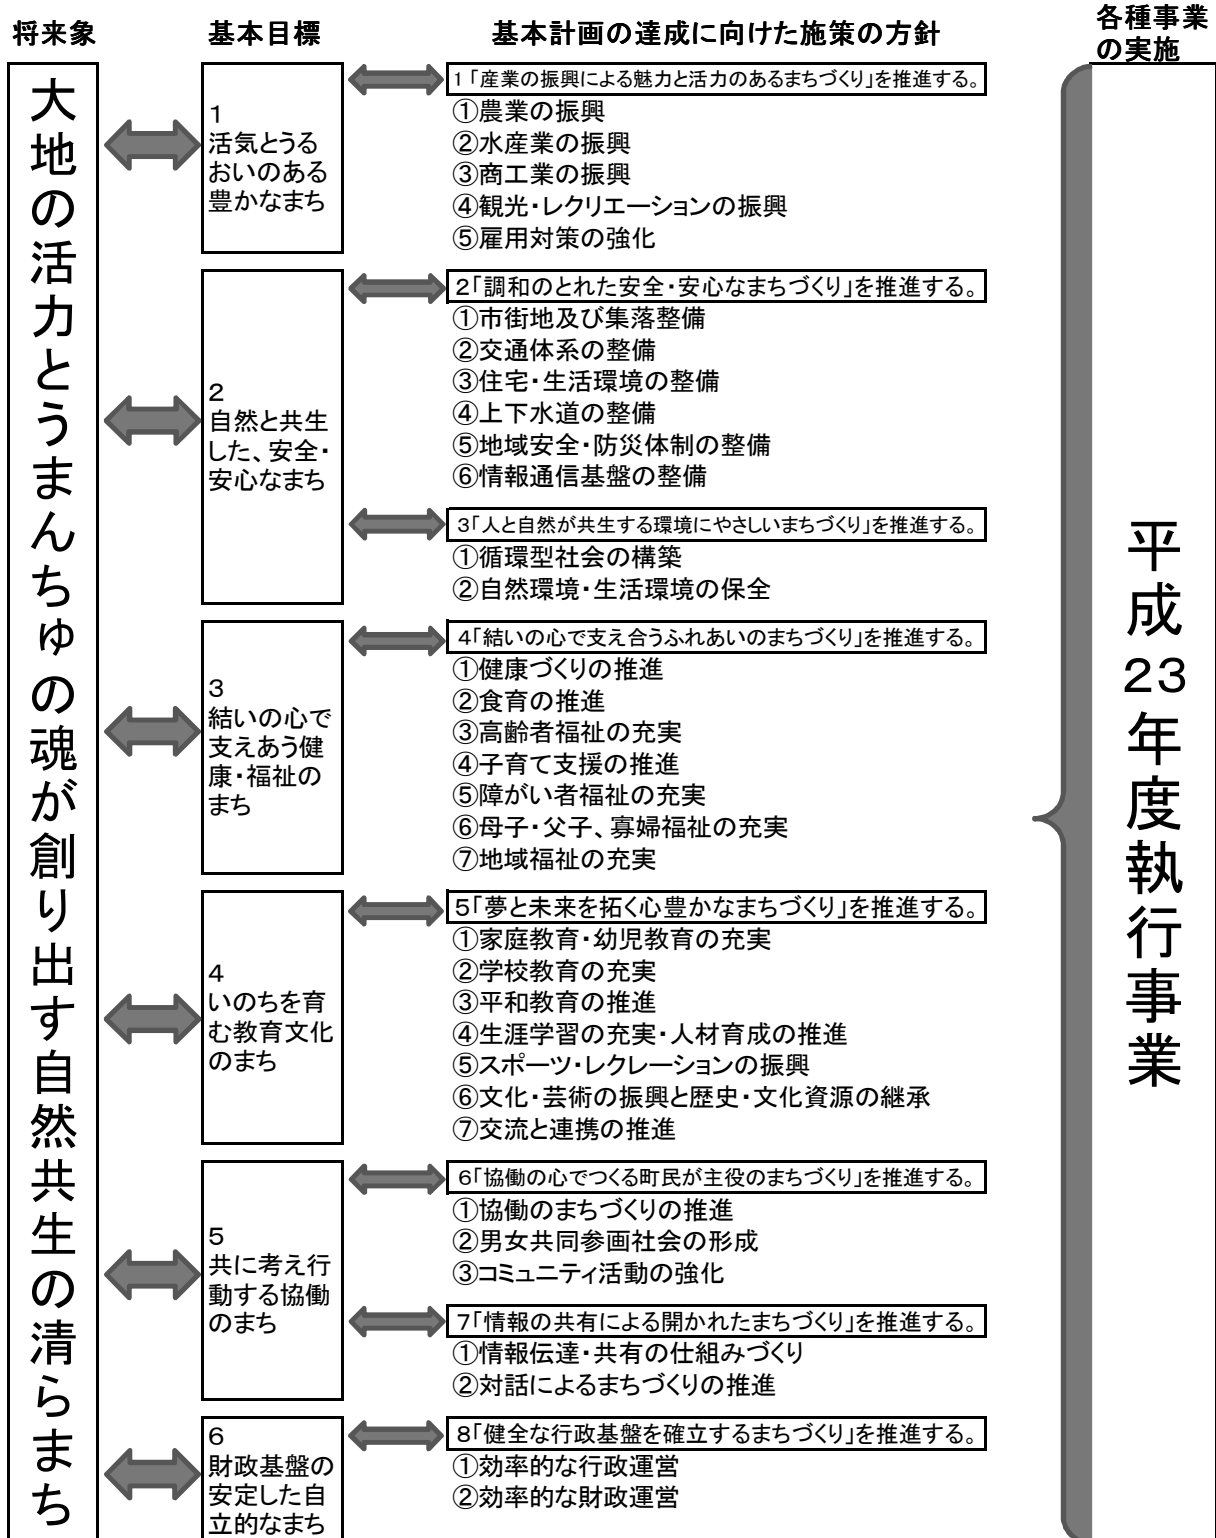 将来象
基本目標
基本計画の達成に向けた施策の方針
各種事業
の実施
大地の活力とうまんちゅの魂が創り出す自然共生の清らまち
1
活気とうる
おいのある
豊かなまち
1「産業の振興による魅力と活力のあるまちづくり」を推進する。
①農業の振興
②水産業の振興
③商工業の振興
④観光・レクリエーションの振興
⑤雇用対策の強化
2
自然と共生
した、安全・
安心なまち
2「調和のとれた安全・安心なまちづくり」を推進する。
①市街地及び集落整備
②交通体系の整備
③住宅・生活環境の整備
④上下水道の整備
⑤地域安全・防災体制の整備
⑥情報通信基盤の整備
3「人と自然が共生する環境にやさしいまちづくり」を推進する。
①循環型社会の構築
②自然環境・生活環境の保全
3
結いの心で
支えあう健
康・福祉の
まち
4「結いの心で支え合うふれあいのまちづくり」を推進する。
①健康づくりの推進
②食育の推進
③高齢者福祉の充実
④子育て支援の推進
⑤障がい者福祉の充実
⑥母子・父子、寡婦福祉の充実
⑦地域福祉の充実
4
いのちを育
む教育文化
のまち
5「夢と未来を拓く心豊かなまちづくり」を推進する。
①家庭教育・幼児教育の充実
②学校教育の充実
③平和教育の推進
④生涯学習の充実・人材育成の推進
⑤スポーツ・レクレーションの振興
⑥文化・芸術の振興と歴史・文化資源の継承
⑦交流と連携の推進
5
共に考え行
動する協働
のまち
6「協働の心でつくる町民が主役のまちづくり」を推進する。
①協働のまちづくりの推進
②男女共同参画社会の形成
③コミュニティ活動の強化
7「情報の共有による開かれたまちづくり」を推進する。
①情報伝達・共有の仕組みづくり
②対話によるまちづくりの推進
6
財政基盤の
安定した自
立的なまち
8「健全な行政基盤を確立するまちづくり」を推進する。
①効率的な行政運営
②効率的な財政運営
平成23年度執行事業